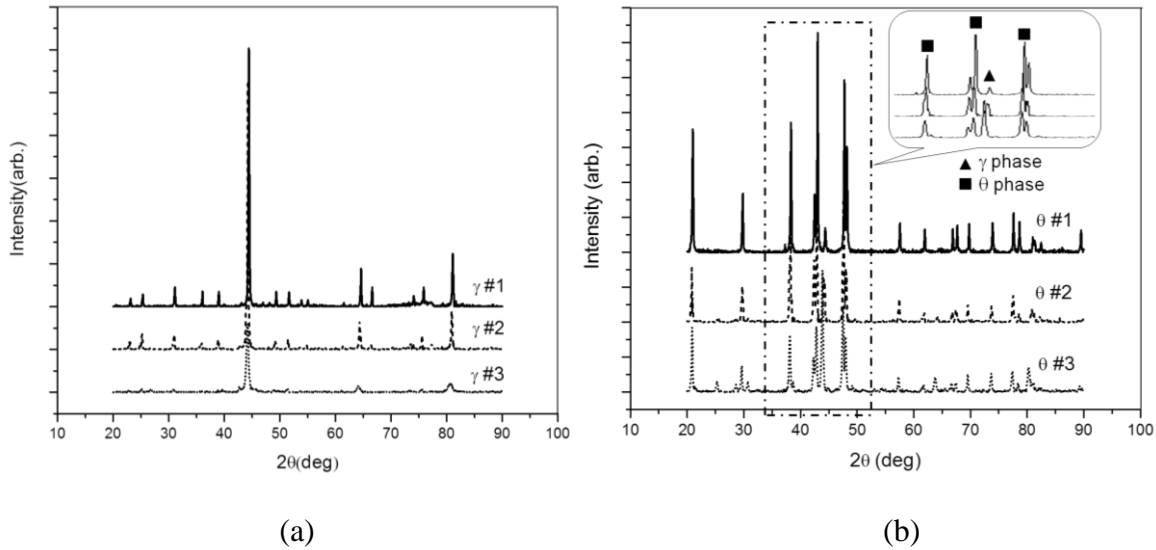 Intensity(arb.)
γ #1
γ #2
γ #3
10 20 30 40 50 60 70 80 90 100
2θ(deg)
(a)
Intensity (arb.)
▲ γ phase
■ θ phase
θ #1
θ #2
θ #3
10 20 30 40 50 60 70 80 90 100
2θ (deg)
(b)